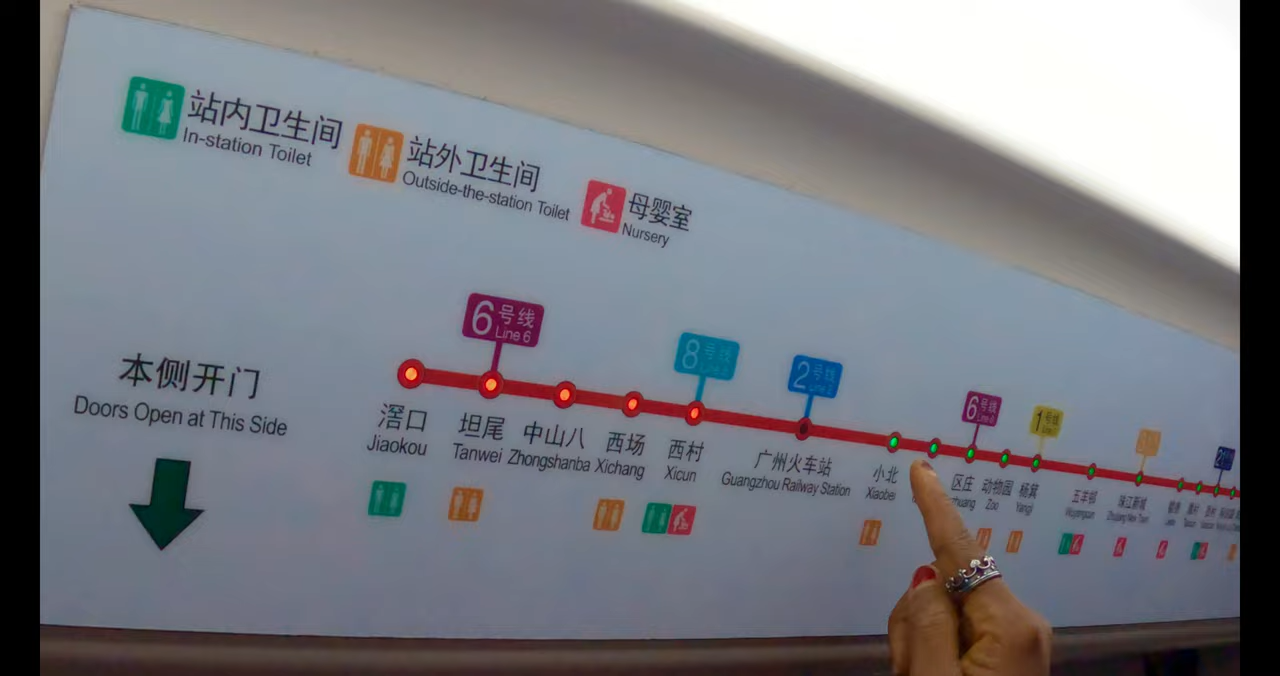 站内卫生间
In-station Toilet
站外卫生间
Outside-the-station Toilet
母婴室
Nursery
本侧开门
Doors Open at This Side
6号线
Line 6
8号线
2号线
6号线
1号线
滘口
Jiaokou
坦尾
Tanwei
中山八
Zhongshanba
西场
Xichang
西村
Xicun
广州火车站
Guangzhou Railway Station
小北
Xiaobei
区庄
动物园
Zoo
杨箕
Yangji
五羊邨
Wuyangcun
珠江新城
Zhujiang New Town